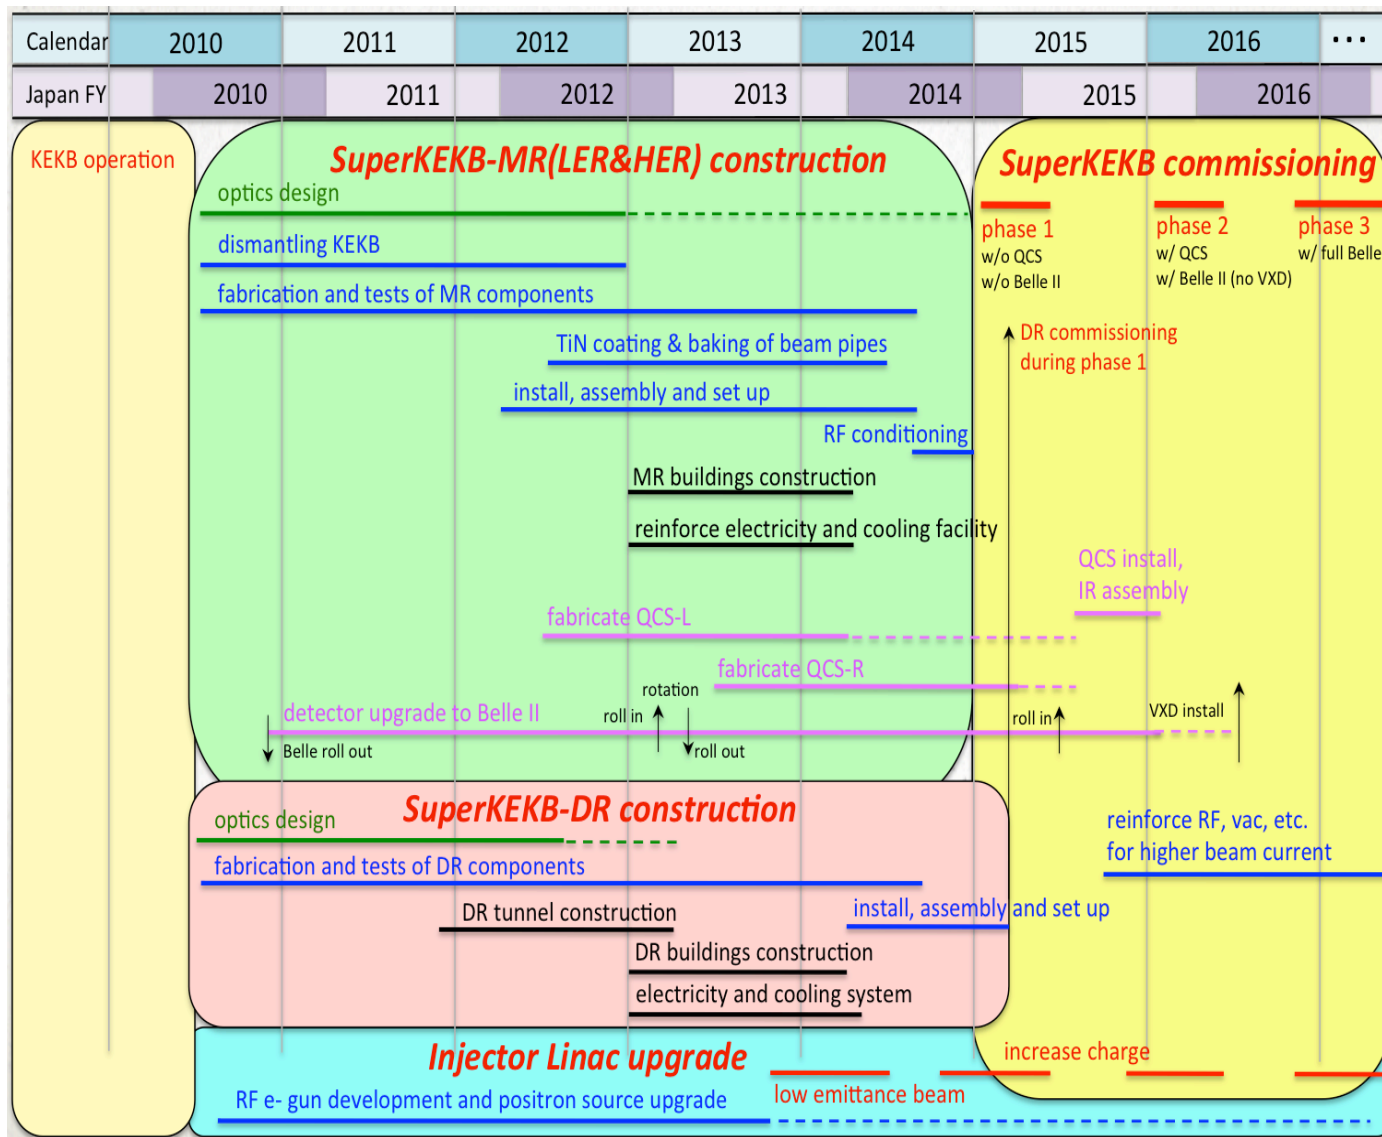 Calendar 2010 2011 2012 2013 2014 2015 2016 ...
Japan FY 2010 2011 2012 2013 2014 2015 2016
KEKB operation
SuperKEKB-MR(LER&HER) construction
SuperKEKB commissioning
optics design
phase 1
w/o QCS
w/o Belle II
phase 2
w/ QCS
w/ Belle II (no VXD)
phase 3
w/ full Belle
dismantling KEKB
fabrication and tests of MR components
DR commissioning
during phase 1
TiN coating & baking of beam pipes
install, assembly and set up
RF conditioning
MR buildings construction
reinforce electricity and cooling facility
QCS install,
IR assembly
fabricate QCS-L
fabricate QCS-R
rotation
detector upgrade to Belle II
roll in
roll in
VXD install
Belle roll out
roll out
SuperKEKB-DR construction
optics design
reinforce RF, vac, etc.
for higher beam current
fabrication and tests of DR components
DR tunnel construction
install, assembly and set up
DR buildings construction
electricity and cooling system
Injector Linac upgrade
increase charge
RF e- gun development and positron source upgrade
low emittance beam